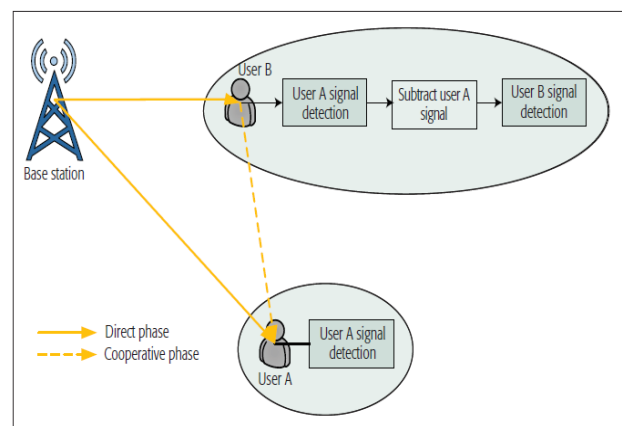 User B
User A signal
detection
Subtract user A
signal
User B signal
detection
Base station
Direct phase
Cooperative phase
User A signal
detection
User A